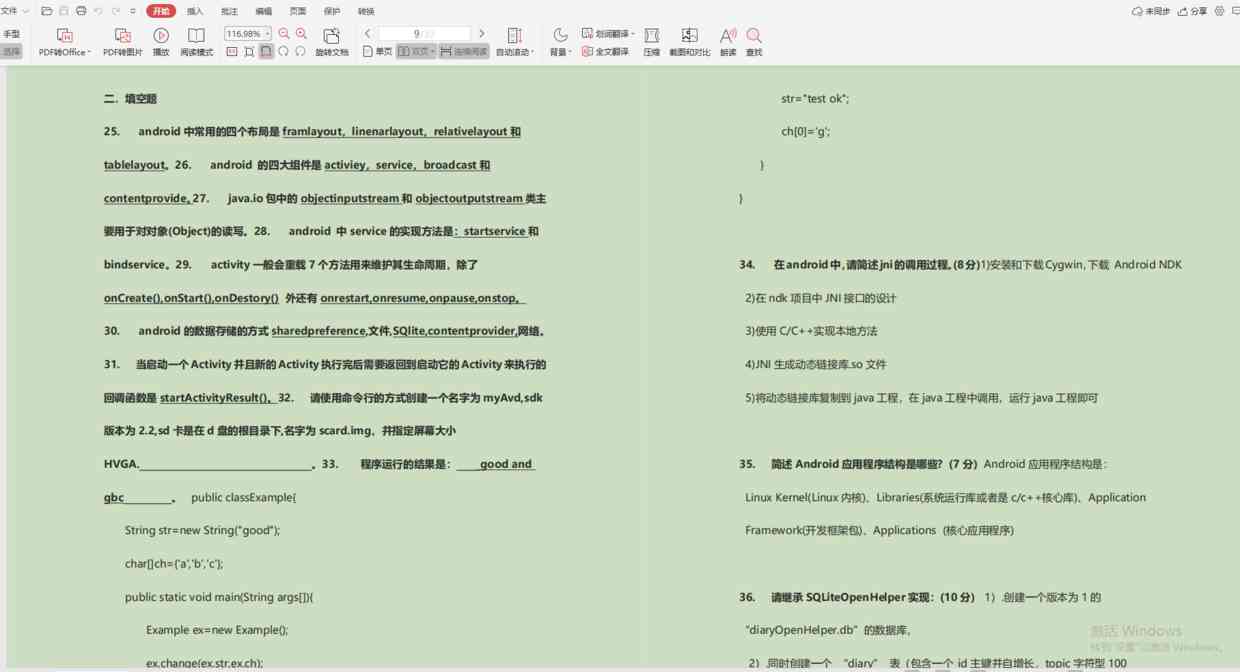 文件
开始
插入
批注
编辑
页面
保护
转换
未同步
分享
手型
选择
PDF转Office
PDF转图片
播放
阅读模式
116.98%
旋转文档
9
单页
双页
连续阅读
自动滚动
背景
划词翻译
全文翻译
压缩
截图和对比
朗读
查找
二．填空题
25. android 中常用的四个布局是 framlayout，linenarlayout，relativelayout 和
tablelayout。26. android 的四大组件是 activiey，service，broadcast 和
contentprovide。27. java.io 包中的 objectinputstream 和 objectoutputstream 类主
要用于对对象(Object)的读写。28. android 中 service 的实现方法是：startservice 和
bindservice。29. activity 一般会重载 7 个方法用来维护其生命周期，除了
onCreate(),onStart(),onDestory() 外还有 onrestart,onresume,onpause,onstop。
30. android 的数据存储的方式 sharedpreference,文件,SQlite,contentprovider,网络。
31. 当启动一个 Activity 并且新的 Activity 执行完后需要返回到启动它的 Activity 来执行的
回调函数是 startActivityResult()。32. 请使用命令行的方式创建一个名字为 myAvd,sdk
版本为 2.2,sd 卡是在 d 盘的根目录下,名字为 scard.img，并指定屏幕大小
HVGA.____________________________。33. 程序运行的结果是：____good and
gbc________。 public classExample{
String str=new String("good");
char[]ch={'a','b','c'};
public static void main(String args[]){
Example ex=new Example();
ex.change(ex.str,ex.ch);
str="test ok";
ch[0]='g';
}
}
34. 在android 中,请简述 jni 的调用过程。(8 分)1)安装和下载 Cygwin,下载 Android NDK
2)在 ndk 项目中 JNI 接口的设计
3)使用 C/C++实现本地方法
4)JNI 生成动态链接库.so 文件
5)将动态链接库复制到 java 工程，在 java 工程中调用，运行 java 工程即可
35. 简述 Android 应用程序结构是哪些？(7 分）Android 应用程序结构是：
Linux Kernel(Linux 内核)、Libraries(系统运行库或者是 c/c++核心库)、Application
Framework(开发框架包)、Applications (核心应用程序)
36. 请继承 SQLiteOpenHelper 实现：(10 分） 1）.创建一个版本为 1 的
"diaryOpenHelper.db" 的数据库，
2）.同时创建一个 "diary" 表（包含一个_id 主键并自增长，topic 字符型 100
激活 Windows
转到"设置"以激活 Windows。